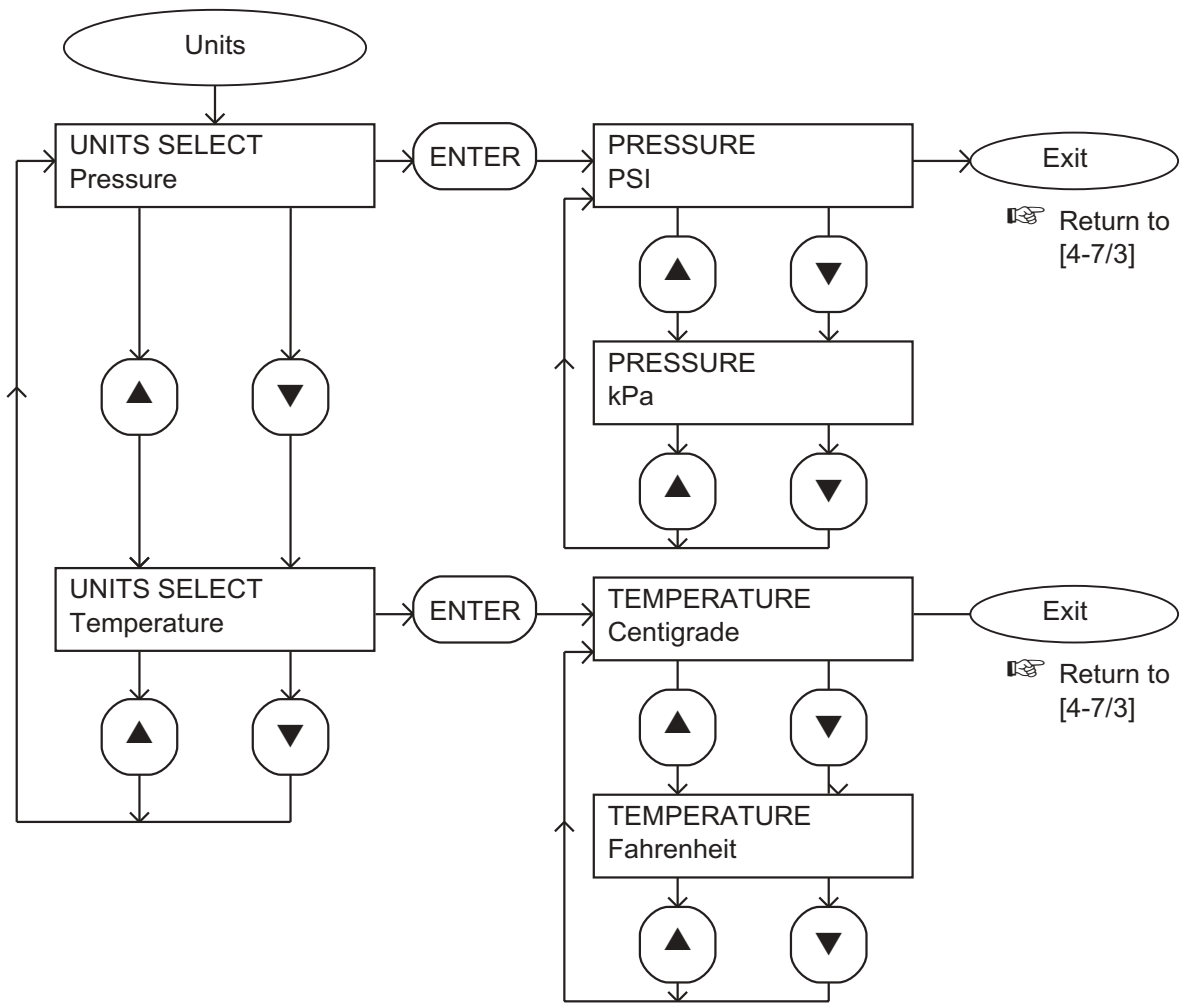 Units
UNITS SELECT
Pressure
ENTER
PRESSURE
PSI
Exit
☞ Return to
[4-7/3]
▲
▼
PRESSURE
kPa
▲
▼
▲
▼
UNITS SELECT
Temperature
ENTER
TEMPERATURE
Centigrade
Exit
☞ Return to
[4-7/3]
▲
▼
▲
▼
TEMPERATURE
Fahrenheit
▲
▼